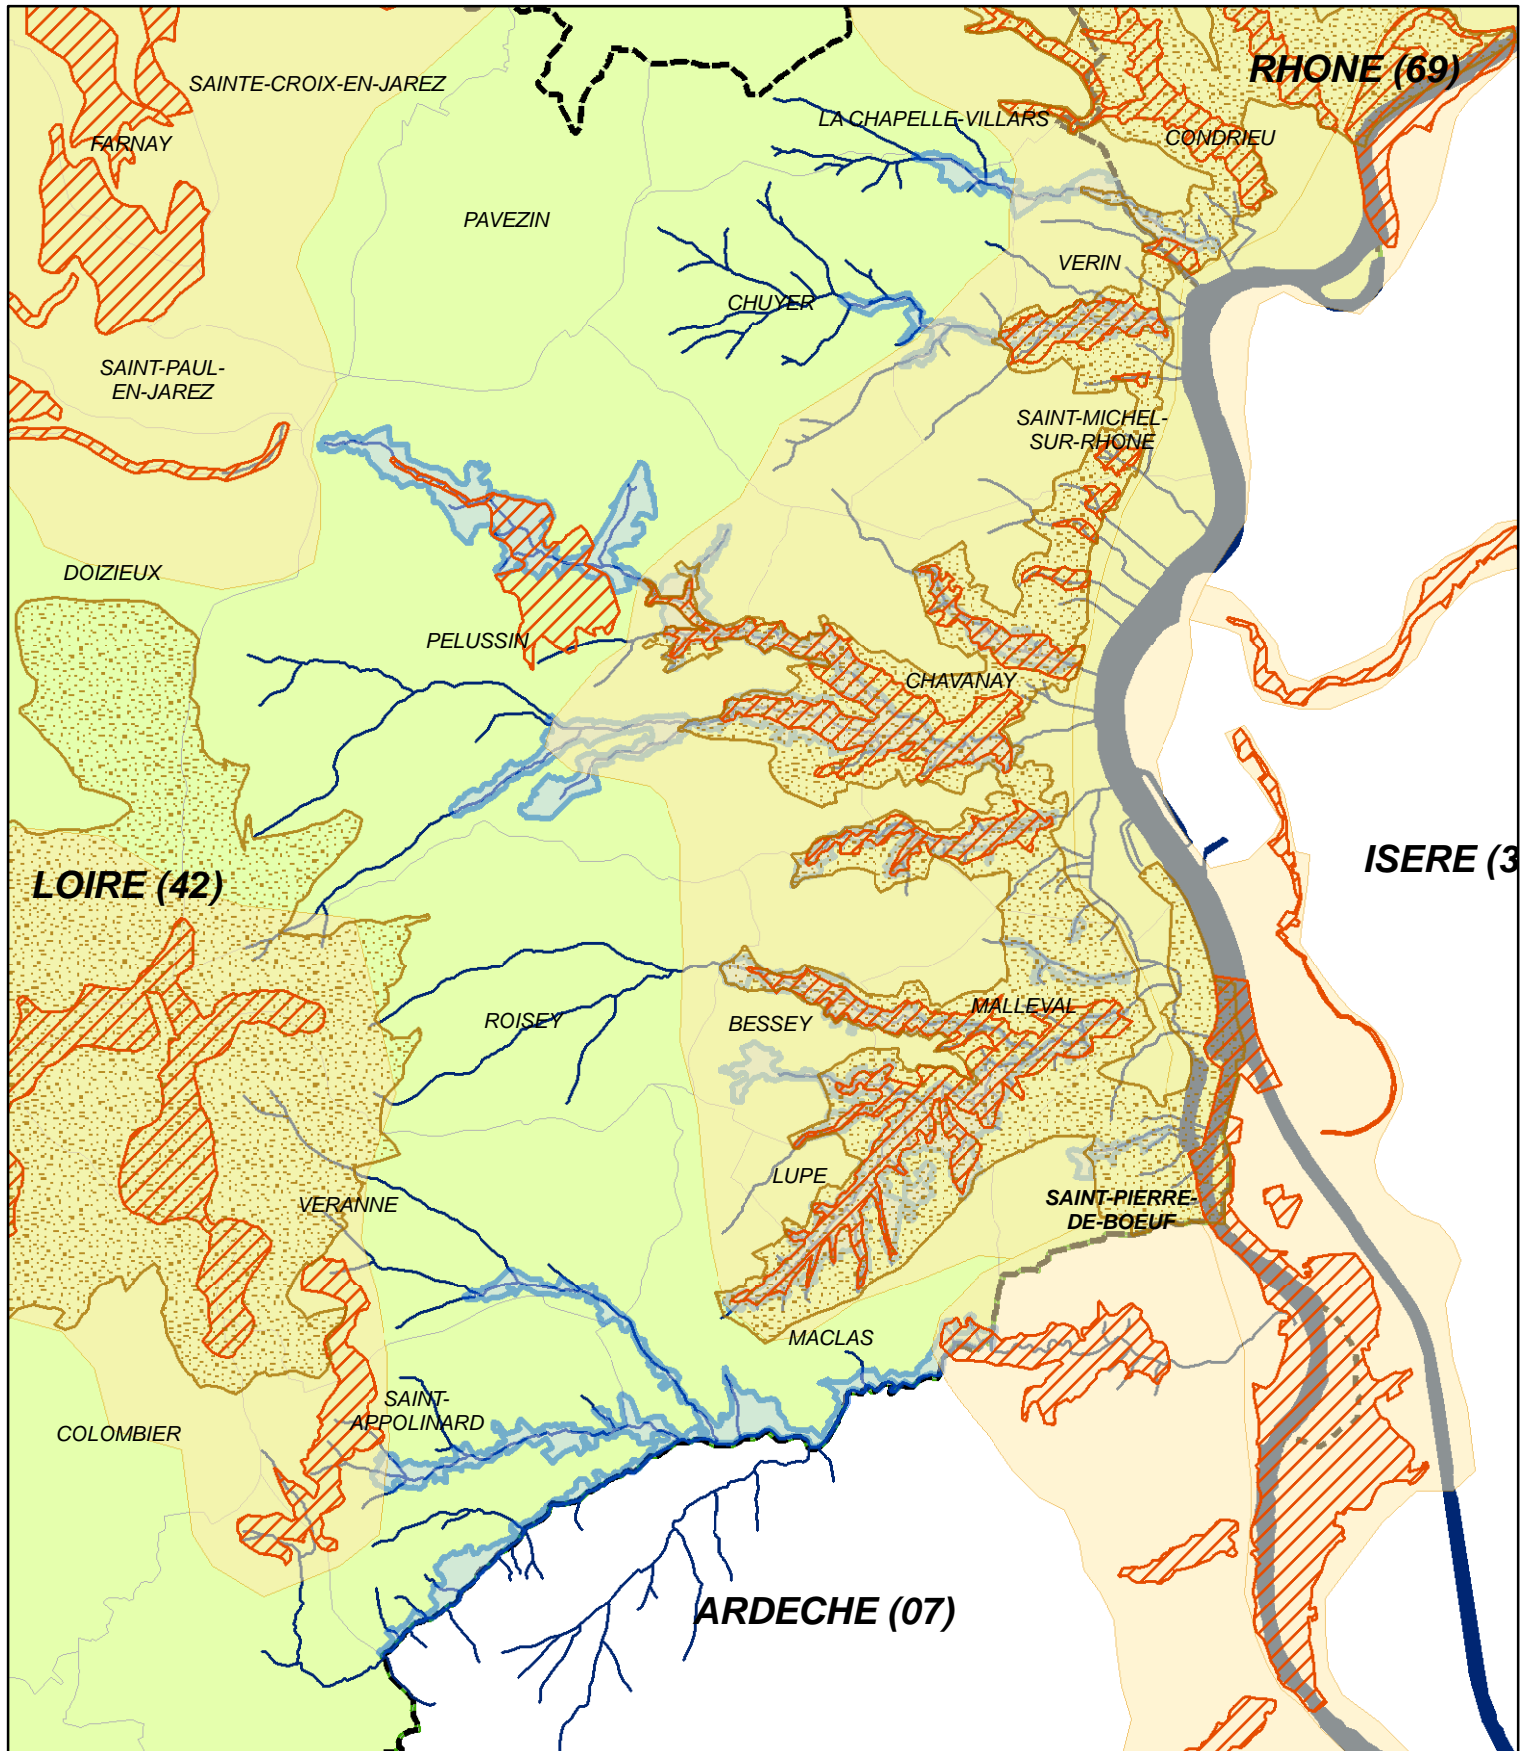 RHONE (69)
SAINTE-CROIX-EN-JAREZ
LA CHAPELLE-VILLARS
FARNAY
CONDRIEU
PAVEZIN
VERIN
CHUYER
SAINT-PAUL-
EN-JAREZ
SAINT-MICHEL-
SUR-RHONE
DOIZIEUX
PELUSSIN
CHAVANAY
LOIRE (42)
ISERE (3
ROISEY
BESSEY
MALLEVAL
LUPE
VERANNE
SAINT-PIERRE-
DE-BOEUF
MACLAS
SAINT-
APPOLINARD
COLOMBIER
ARDECHE (07)